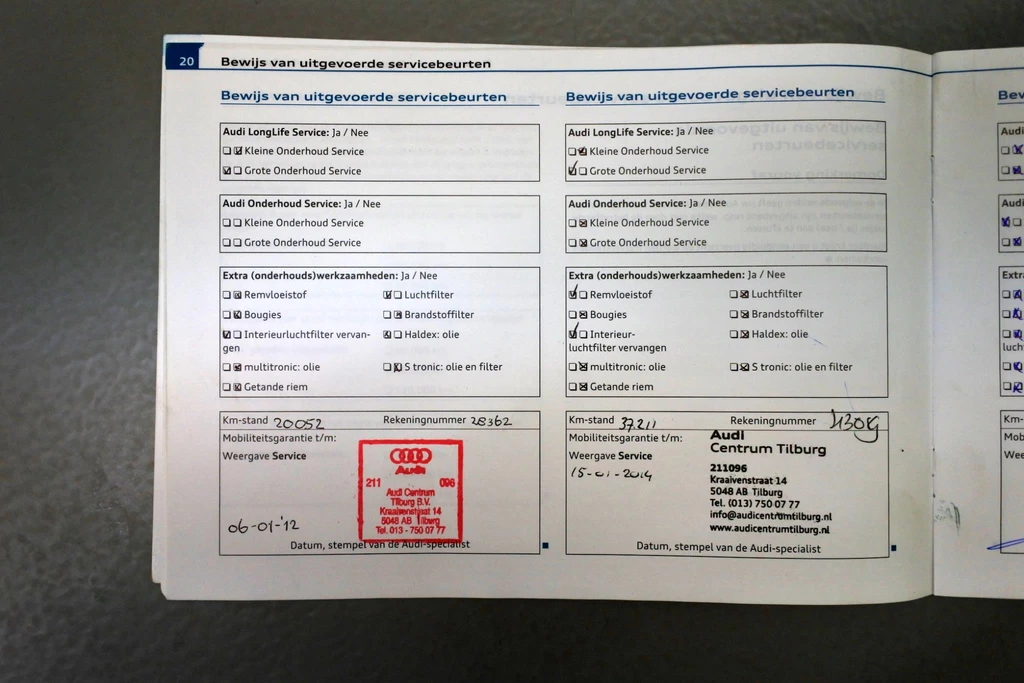 20 Bewijs van uitgevoerde servicebeurten
Bewijs van uitgevoerde servicebeurten
Audi LongLife Service: Ja / Nee
Kleine Onderhoud Service
Grote Onderhoud Service
Audi Onderhoud Service: Ja / Nee
Kleine Onderhoud Service
Grote Onderhoud Service
Extra (onderhouds)werkzaamheden: Ja / Nee
Remvloeistof Luchtfilter
Bougies Brandstoffilter
Interieurluchtfilter vervan- Haldex: olie
gen
multitronic: olie S tronic: olie en filter
Getande riem
Km-stand 20052 Rekeningnummer 28362
Mobiliteitsgarantie t/m:
Weergave Service
Audi
211 096
Audi Centrum
Tilburg B.V.
Kraaivenstraat 14
5048 AB Tilburg
Tel. 013 - 750 07 77
06-01-'12
Datum, stempel van de Audi-specialist
Bewijs van uitgevoerde servicebeurten
Audi LongLife Service: Ja / Nee
Kleine Onderhoud Service
Grote Onderhoud Service
Audi Onderhoud Service: Ja / Nee
Kleine Onderhoud Service
Grote Onderhoud Service
Extra (onderhouds)werkzaamheden: Ja / Nee
Remvloeistof Luchtfilter
Bougies Brandstoffilter
Interieur- Haldex: olie
luchtfilter vervangen
multitronic: olie S tronic: olie en filter
Getande riem
Km-stand 37.211 Rekeningnummer
Mobiliteitsgarantie t/m:
Weergave Service
15-01-2014
Audi
Centrum Tilburg
211096
Kraaivenstraat 14
5048 AB Tilburg
Tel. (013) 750 07 77
info@audicentrumtilburg.nl
www.audicentrumtilburg.nl
Datum, stempel van de Audi-specialist